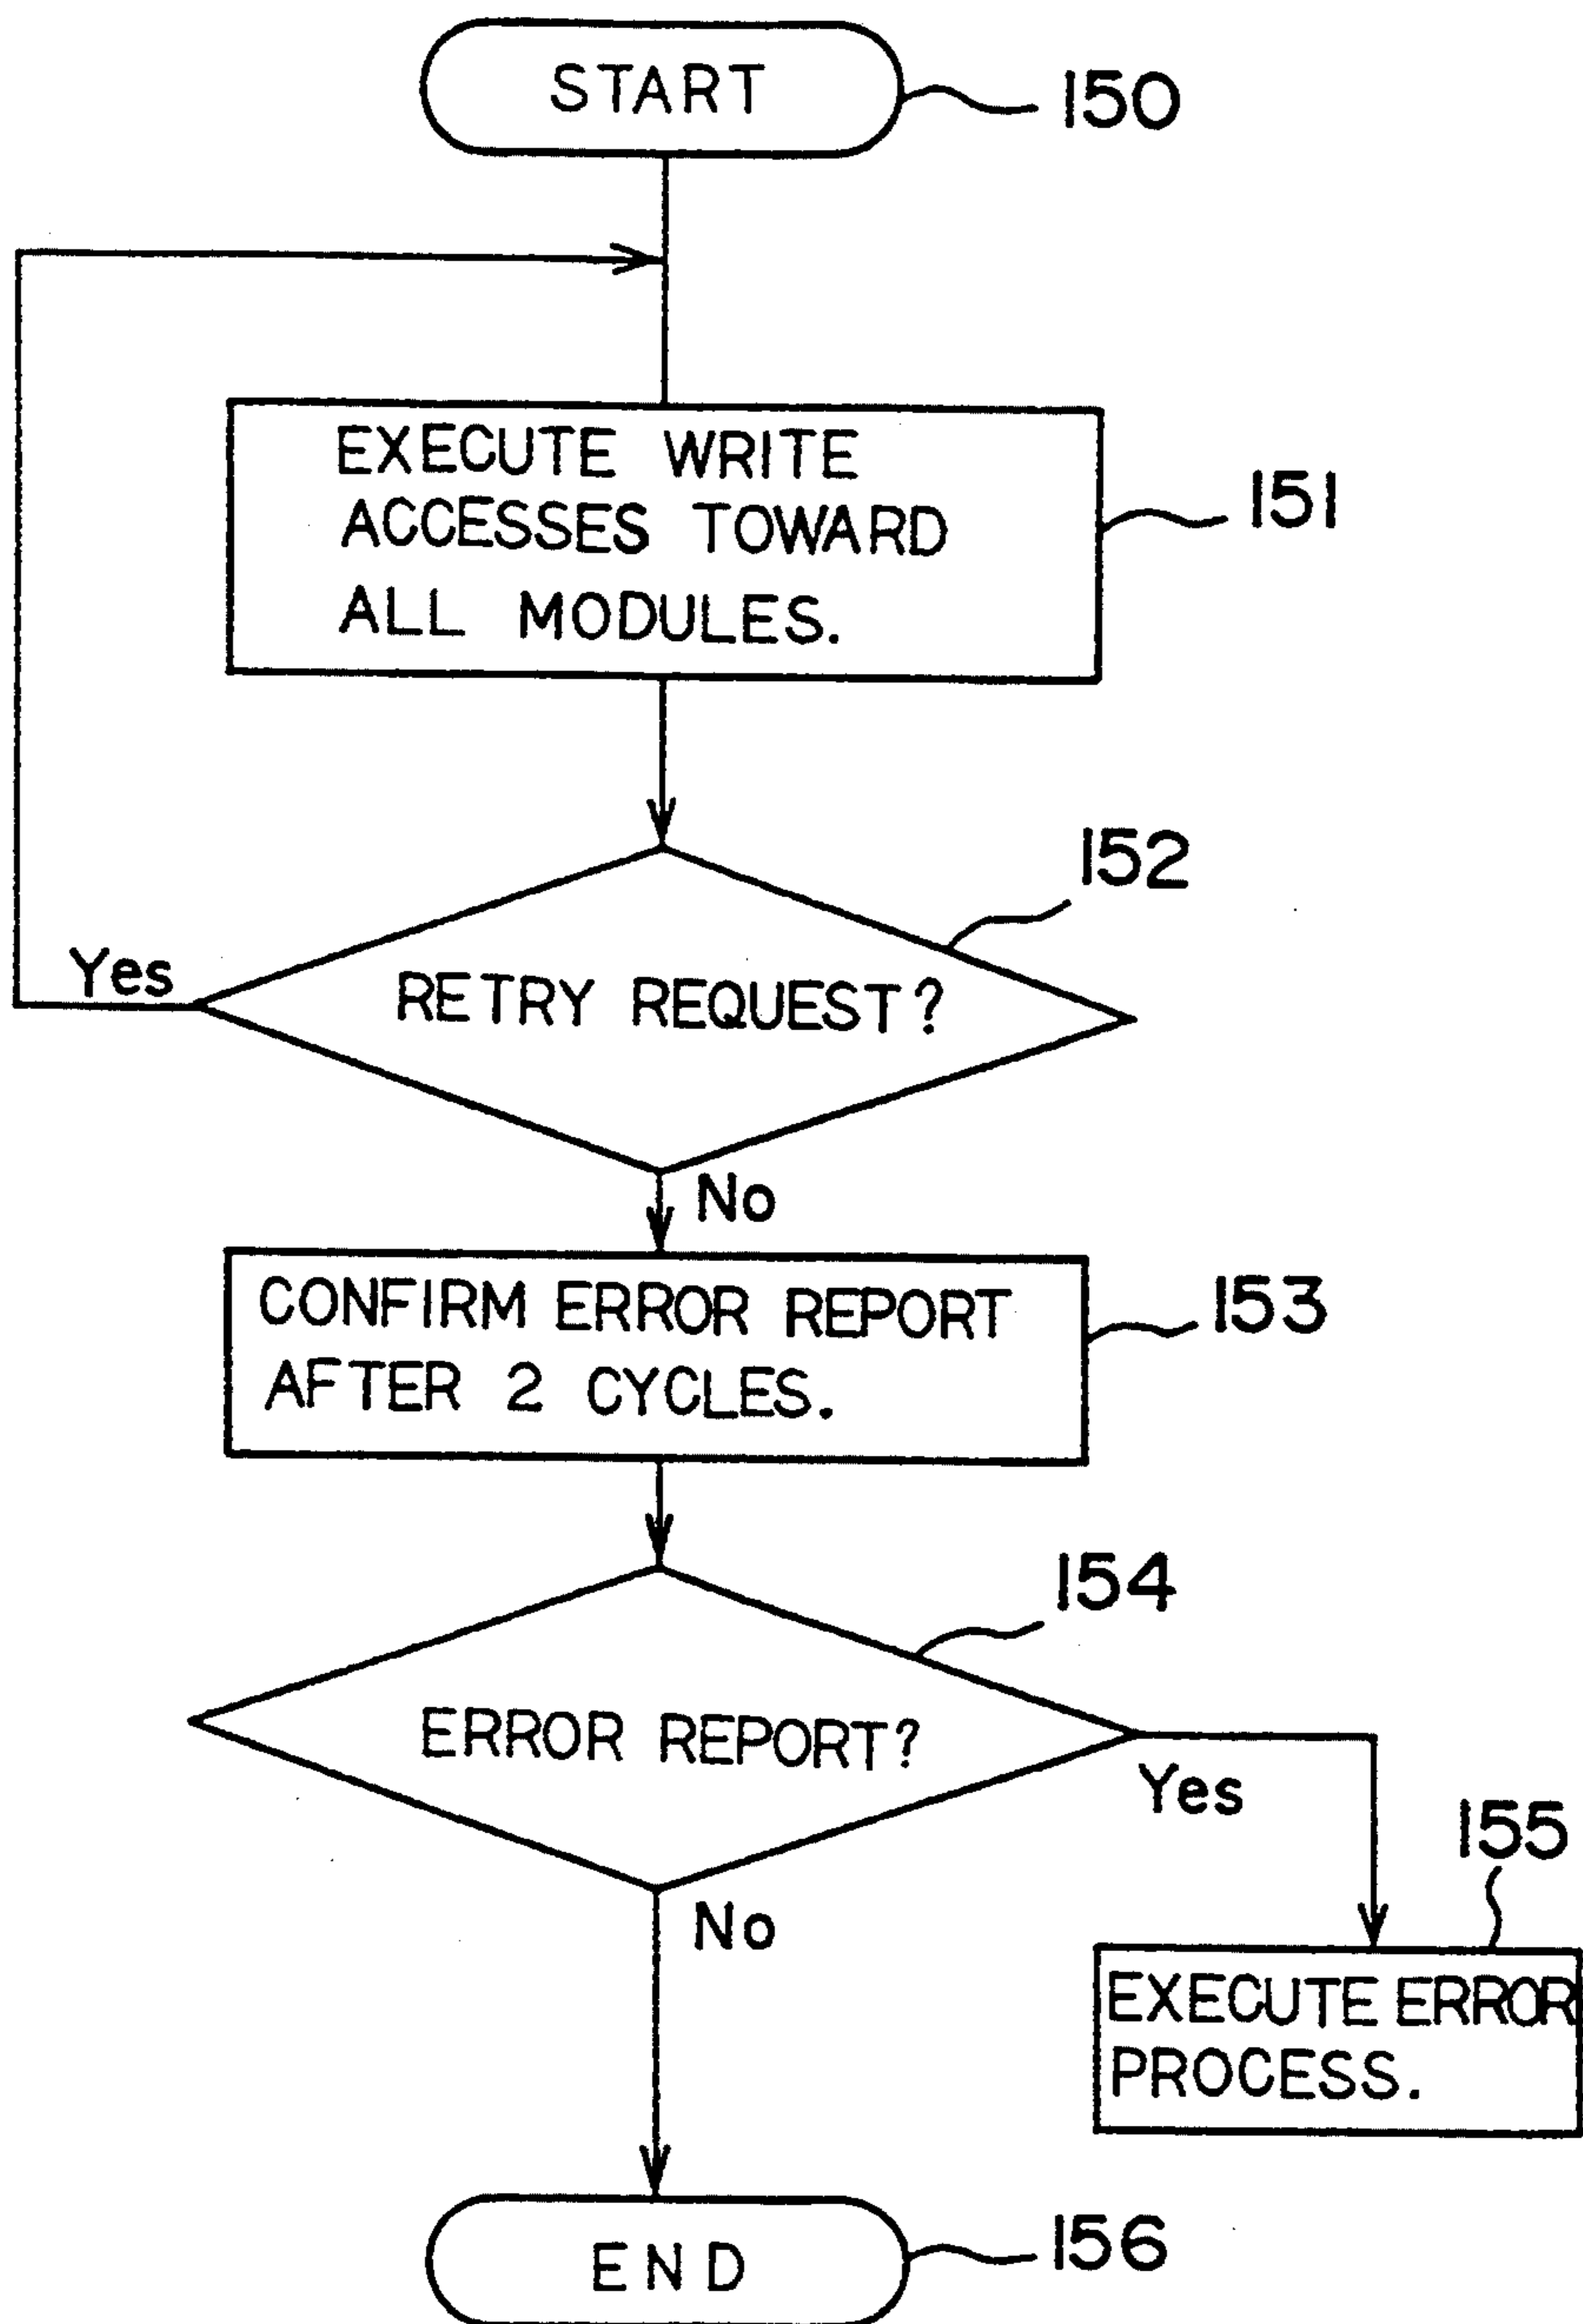 START
150
EXECUTE WRITE
ACCESSES TOWARD
ALL MODULES.
151
152
Yes
RETRY REQUEST?
No
CONFIRM ERROR REPORT
AFTER 2 CYCLES.
153
154
ERROR REPORT?
Yes
155
No
EXECUTE ERROR
PROCESS.
END
156